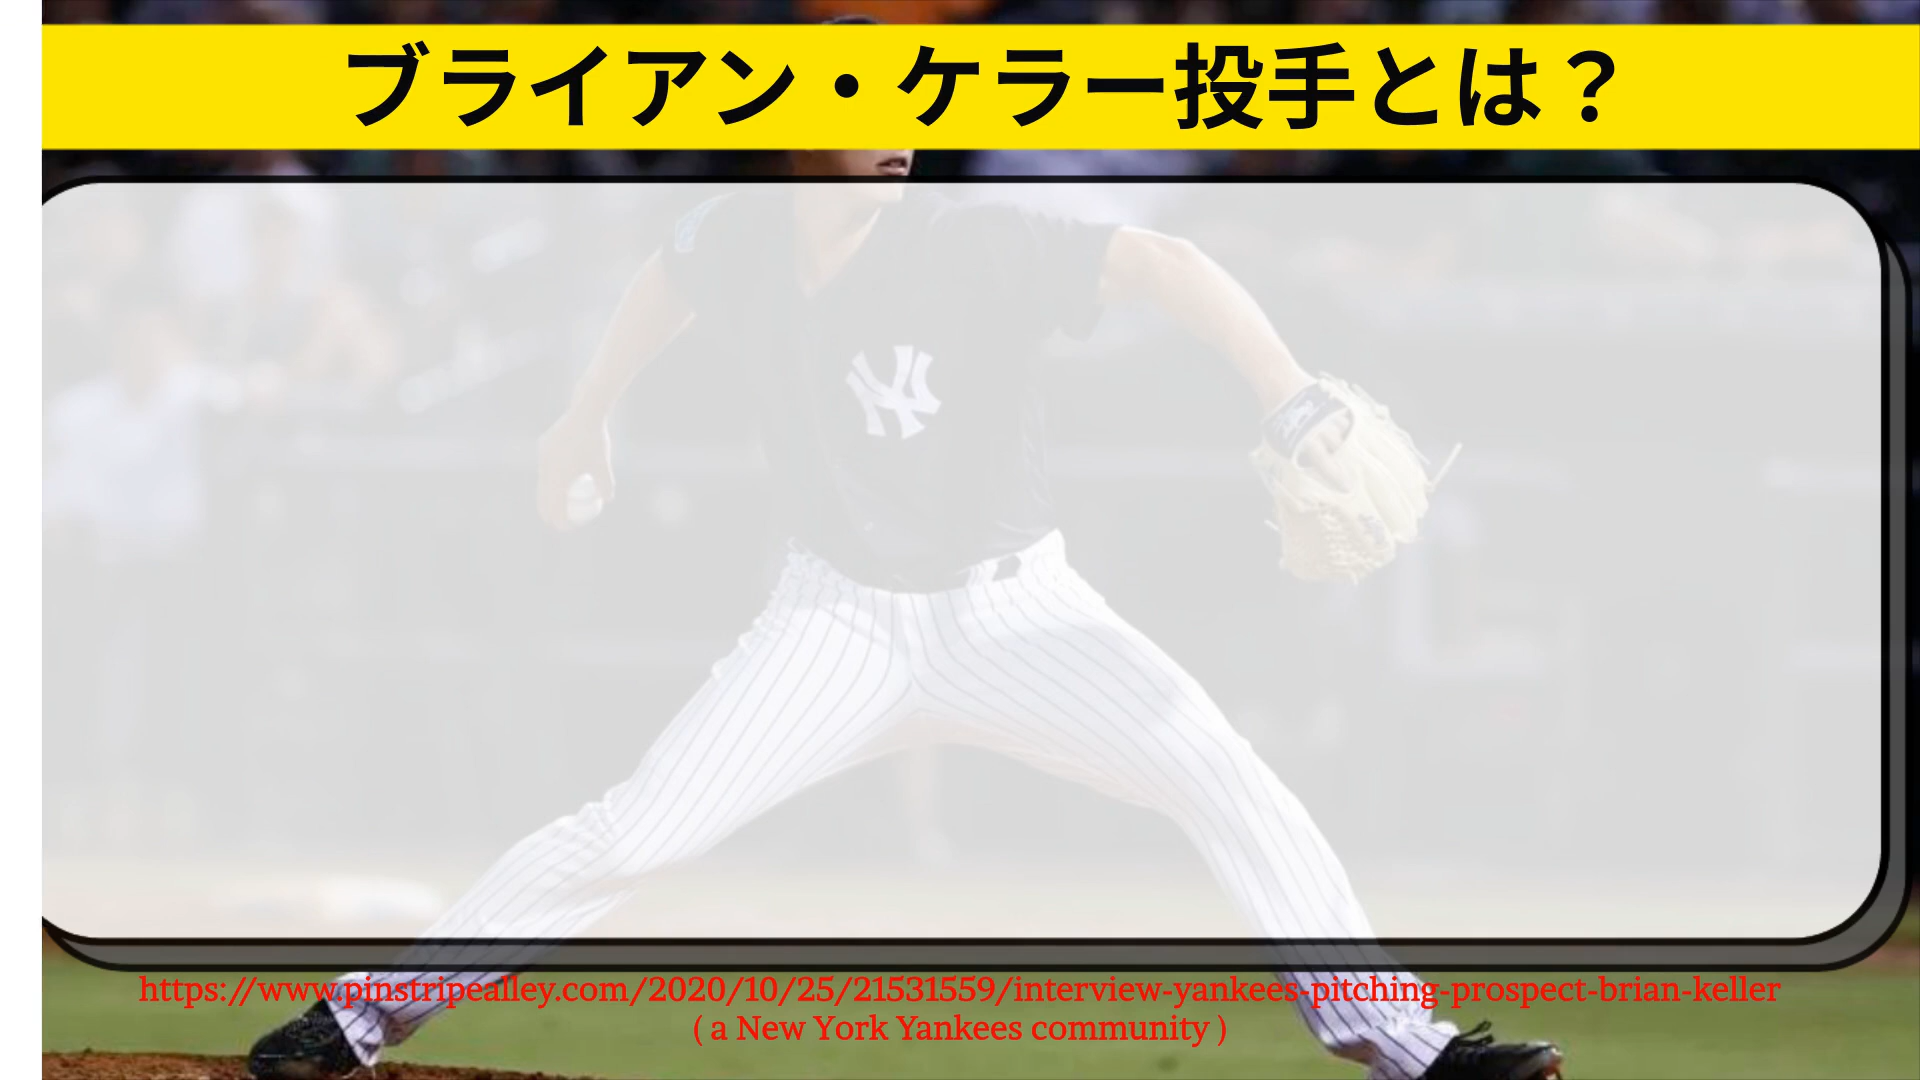 ブライアン・ケラー投手とは？
NY
https://www.pinstripealley.com/2020/10/25/21531559/interview-yankees-pitching-prospect-brian-keller
( a New York Yankees community )